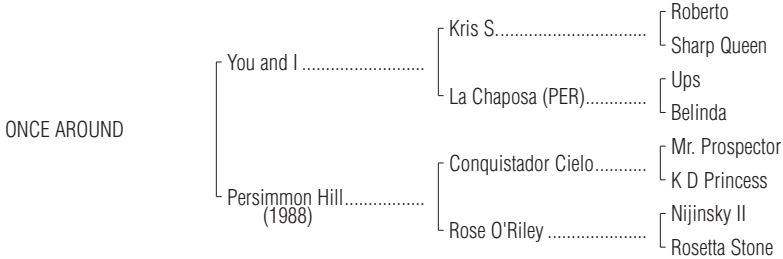 Roberto
Kris S.
Sharp Queen
You and I
Ups
La Chaposa (PER)
Belinda
ONCE AROUND
Mr. Prospector
Conquistador Cielo
K D Princess
Persimmon Hill
(1988)
Nijinsky II
Rose O'Riley
Rosetta Stone